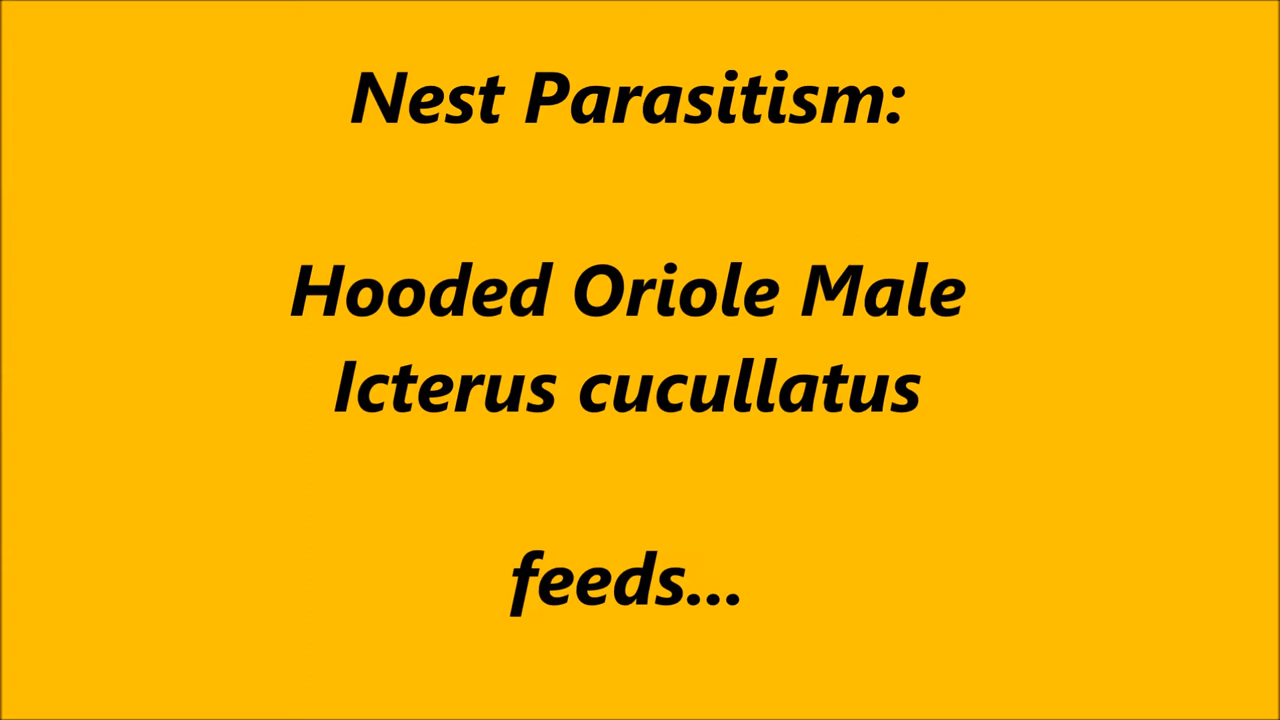 Nest Parasitism:
Hooded Oriole Male
Icterus cucullatus
feeds...